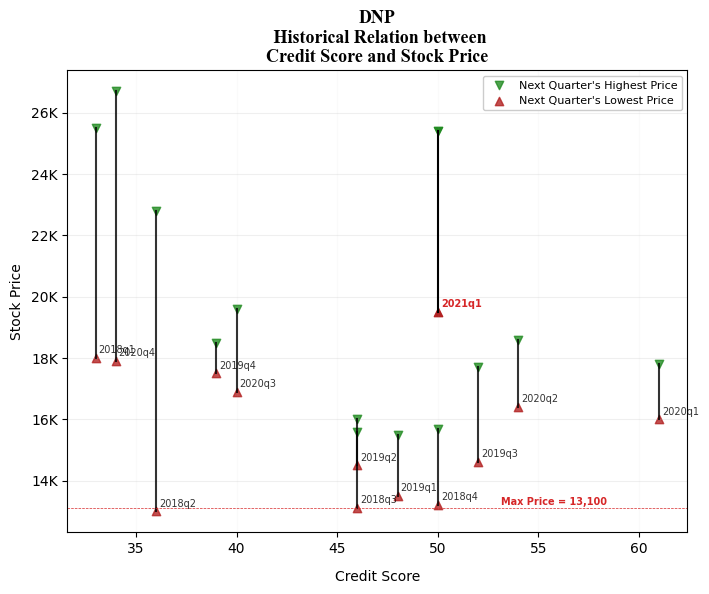 DNP
Historical Relation between
Credit Score and Stock Price
Next Quarter's Highest Price
Next Quarter's Lowest Price
26K
24K
22K
20K
18K
16K
14K
Stock Price
2018q1
2020q4
2021q1
2019q4
2020q3
2020q2
2020q1
2019q2
2019q3
2019q1
2018q3
2018q4
2018q2
Max Price = 13,100
35
40
45
50
55
60
Credit Score